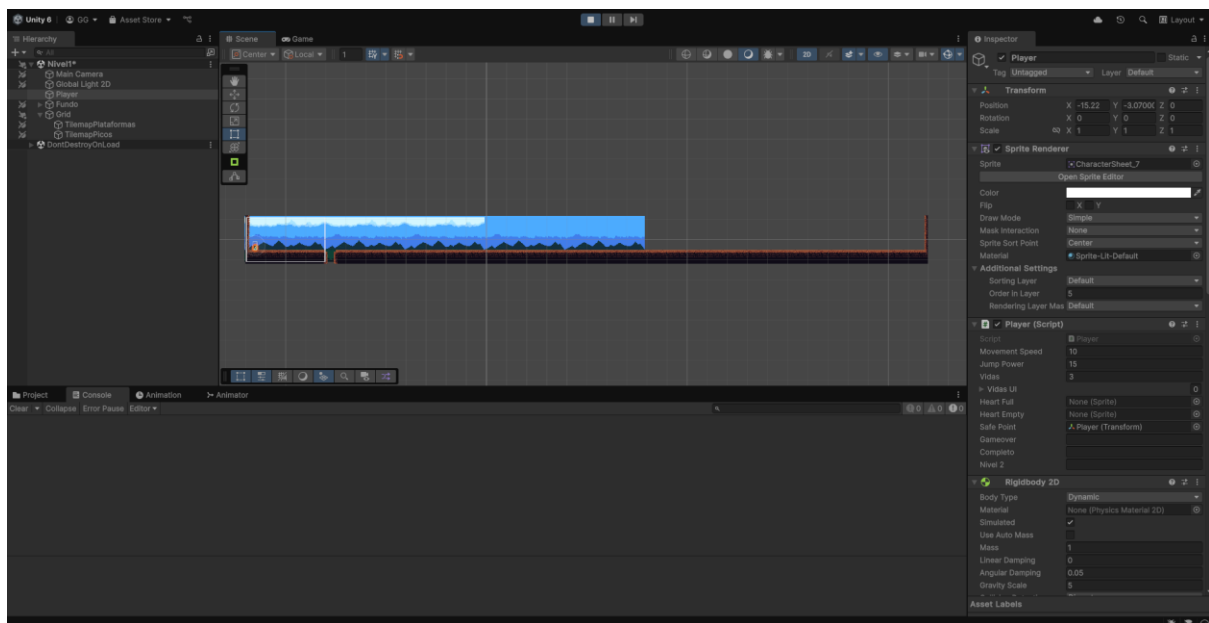 Unity 6 GG Asset Store Layout
Hierarchy Scene Game Inspector
All Center Local 1 2D Player Static
Nivel1* Tag Untagged Layer Default
Main Camera
Global Light 2D Transform
Player Position X -15.22 Y -3.0700( Z 0
Fundo Rotation X 0 Y 0 Z 0
Grid Scale X 1 Y 1 Z 1
TilemapPlataformas
TilemapPicos Sprite Renderer
DontDestroyOnLoad Sprite CharacterSheet_7
Open Sprite Editor
Color
Flip X Y
Draw Mode Simple
Mask Interaction None
Sprite Sort Point Center
Material Sprite-Lit-Default
Additional Settings
Sorting Layer Default
Order in Layer 5
Rendering Layer Mas Default
Player (Script)
Script Player
Movement Speed 10
Jump Power 15
Vidas 3
Vidas UI 0
Heart Full None (Sprite)
Heart Empty None (Sprite)
Safe Point Player (Transform)
Gameover
Completo
Nivel 2
Rigidbody 2D
Body Type Dynamic
Material None (Physics Material 2D)
Simulated
Use Auto Mass
Mass 1
Linear Damping 0
Angular Damping 0.05
Gravity Scale 5
Asset Labels
Project Console Animation Animator
Clear Collapse Error Pause Editor 0 0 0